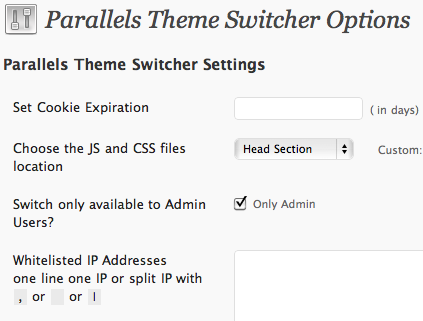 Parallels Theme Switcher Options
Parallels Theme Switcher Settings
Set Cookie Expiration
( in days)
Choose the JS and CSS files
location
Head Section
Custom:
Switch only available to Admin
Users?
Only Admin
Whitelisted IP Addresses
one line one IP or split IP with
, or or |